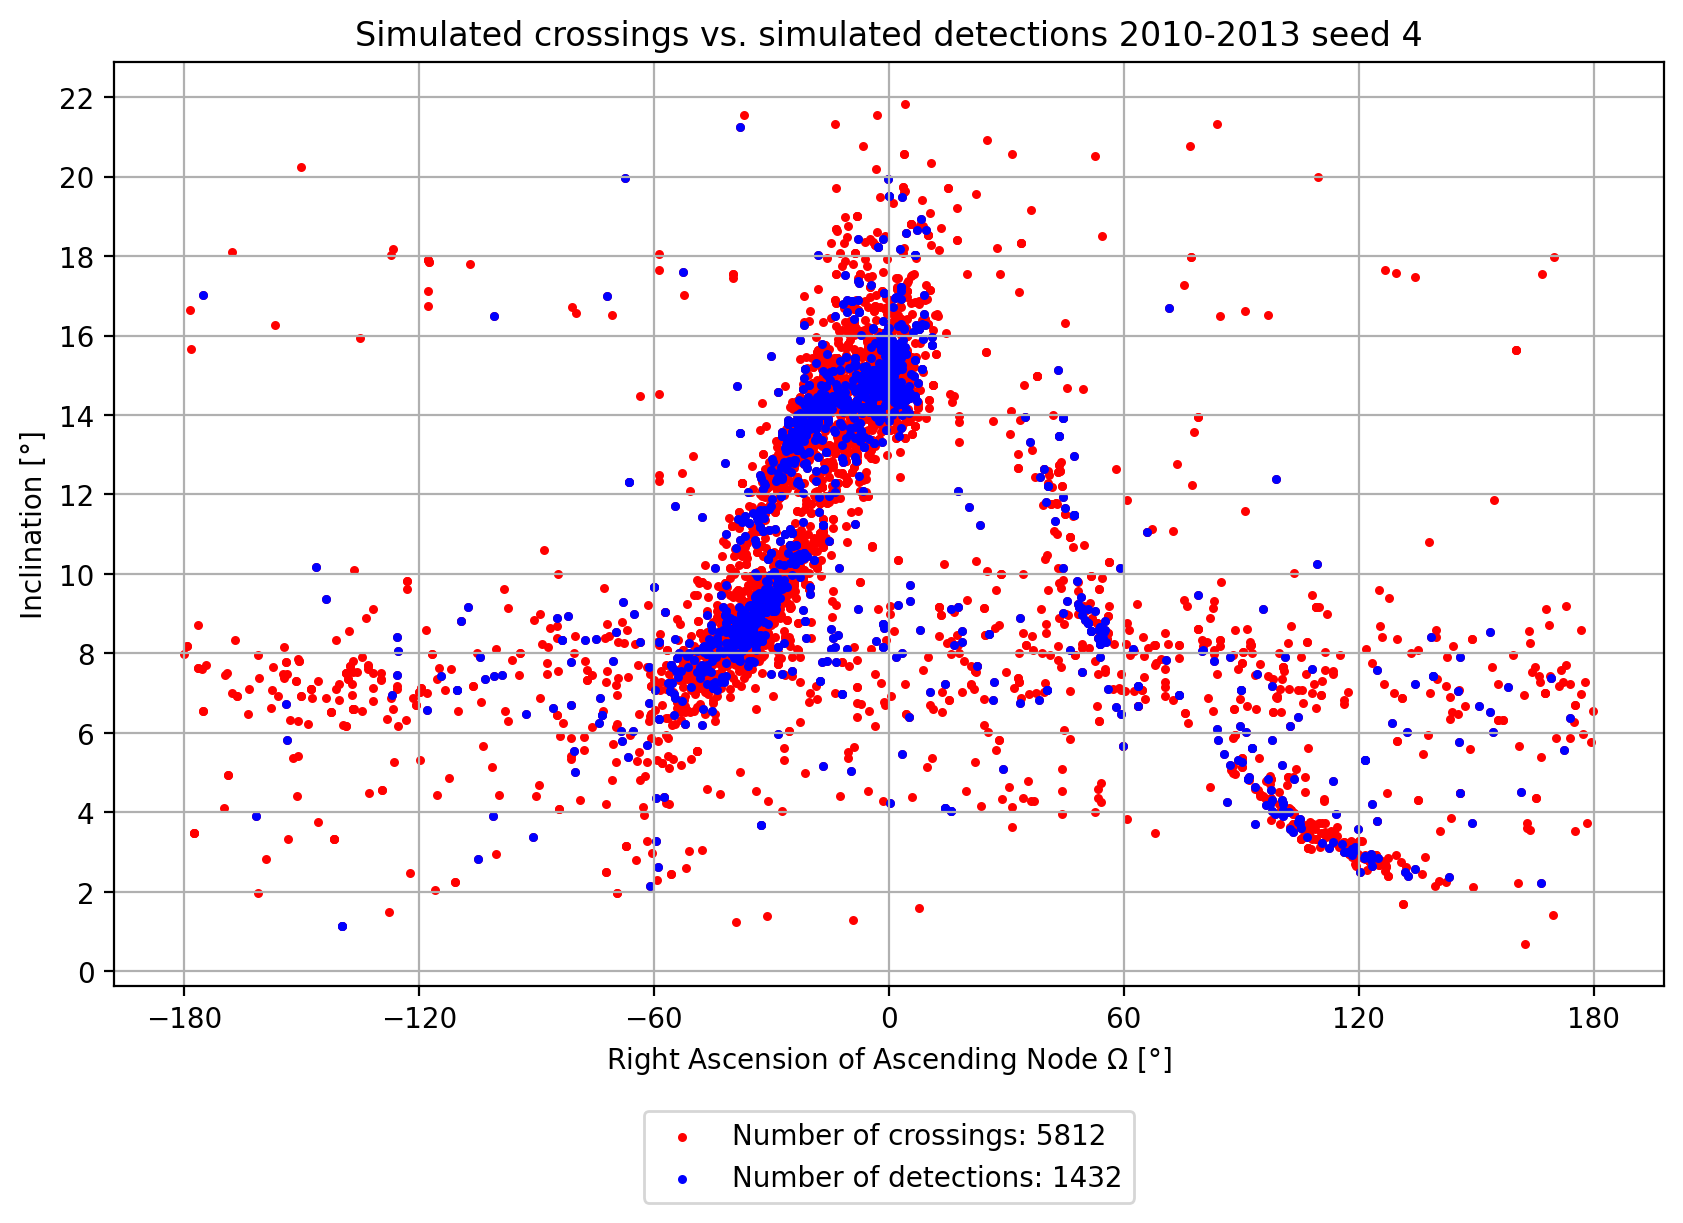 Simulated crossings vs. simulated detections 2010-2013 seed 4
22
20
18
16
14
12
10
8
6
4
2
0
Inclination [°]
−180 −120 −60 0 60 120 180
Right Ascension of Ascending Node Ω [°]
Number of crossings: 5812
Number of detections: 1432